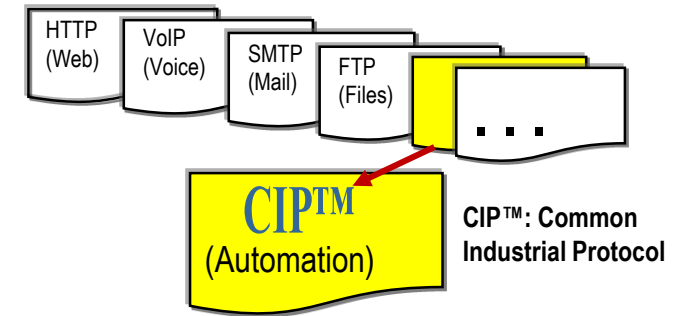 HTTP
(Web)
VoIP
(Voice)
SMTP
(Mail)
FTP
(Files)
...
CIP™
(Automation)
CIP™: Common
Industrial Protocol